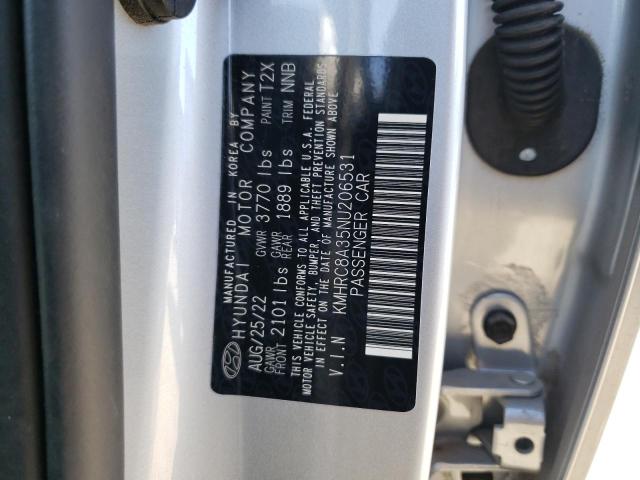 MANUFACTURED IN KOREA BY
HYUNDAI MOTOR COMPANY
AUG/25/22 GVWR 3770 lbs PAINT T2X
GAWR FRONT 2101 lbs GAWR REAR 1889 lbs TRIM NNB
THIS VEHICLE CONFORMS TO ALL APPLICABLE U.S.A. FEDERAL
MOTOR VEHICLE SAFETY, BUMPER, AND THEFT PREVENTION STANDARDS
IN EFFECT ON THE DATE OF MANUFACTURE SHOWN ABOVE
V.I.N KMHRC8A35NU206531
PASSENGER CAR